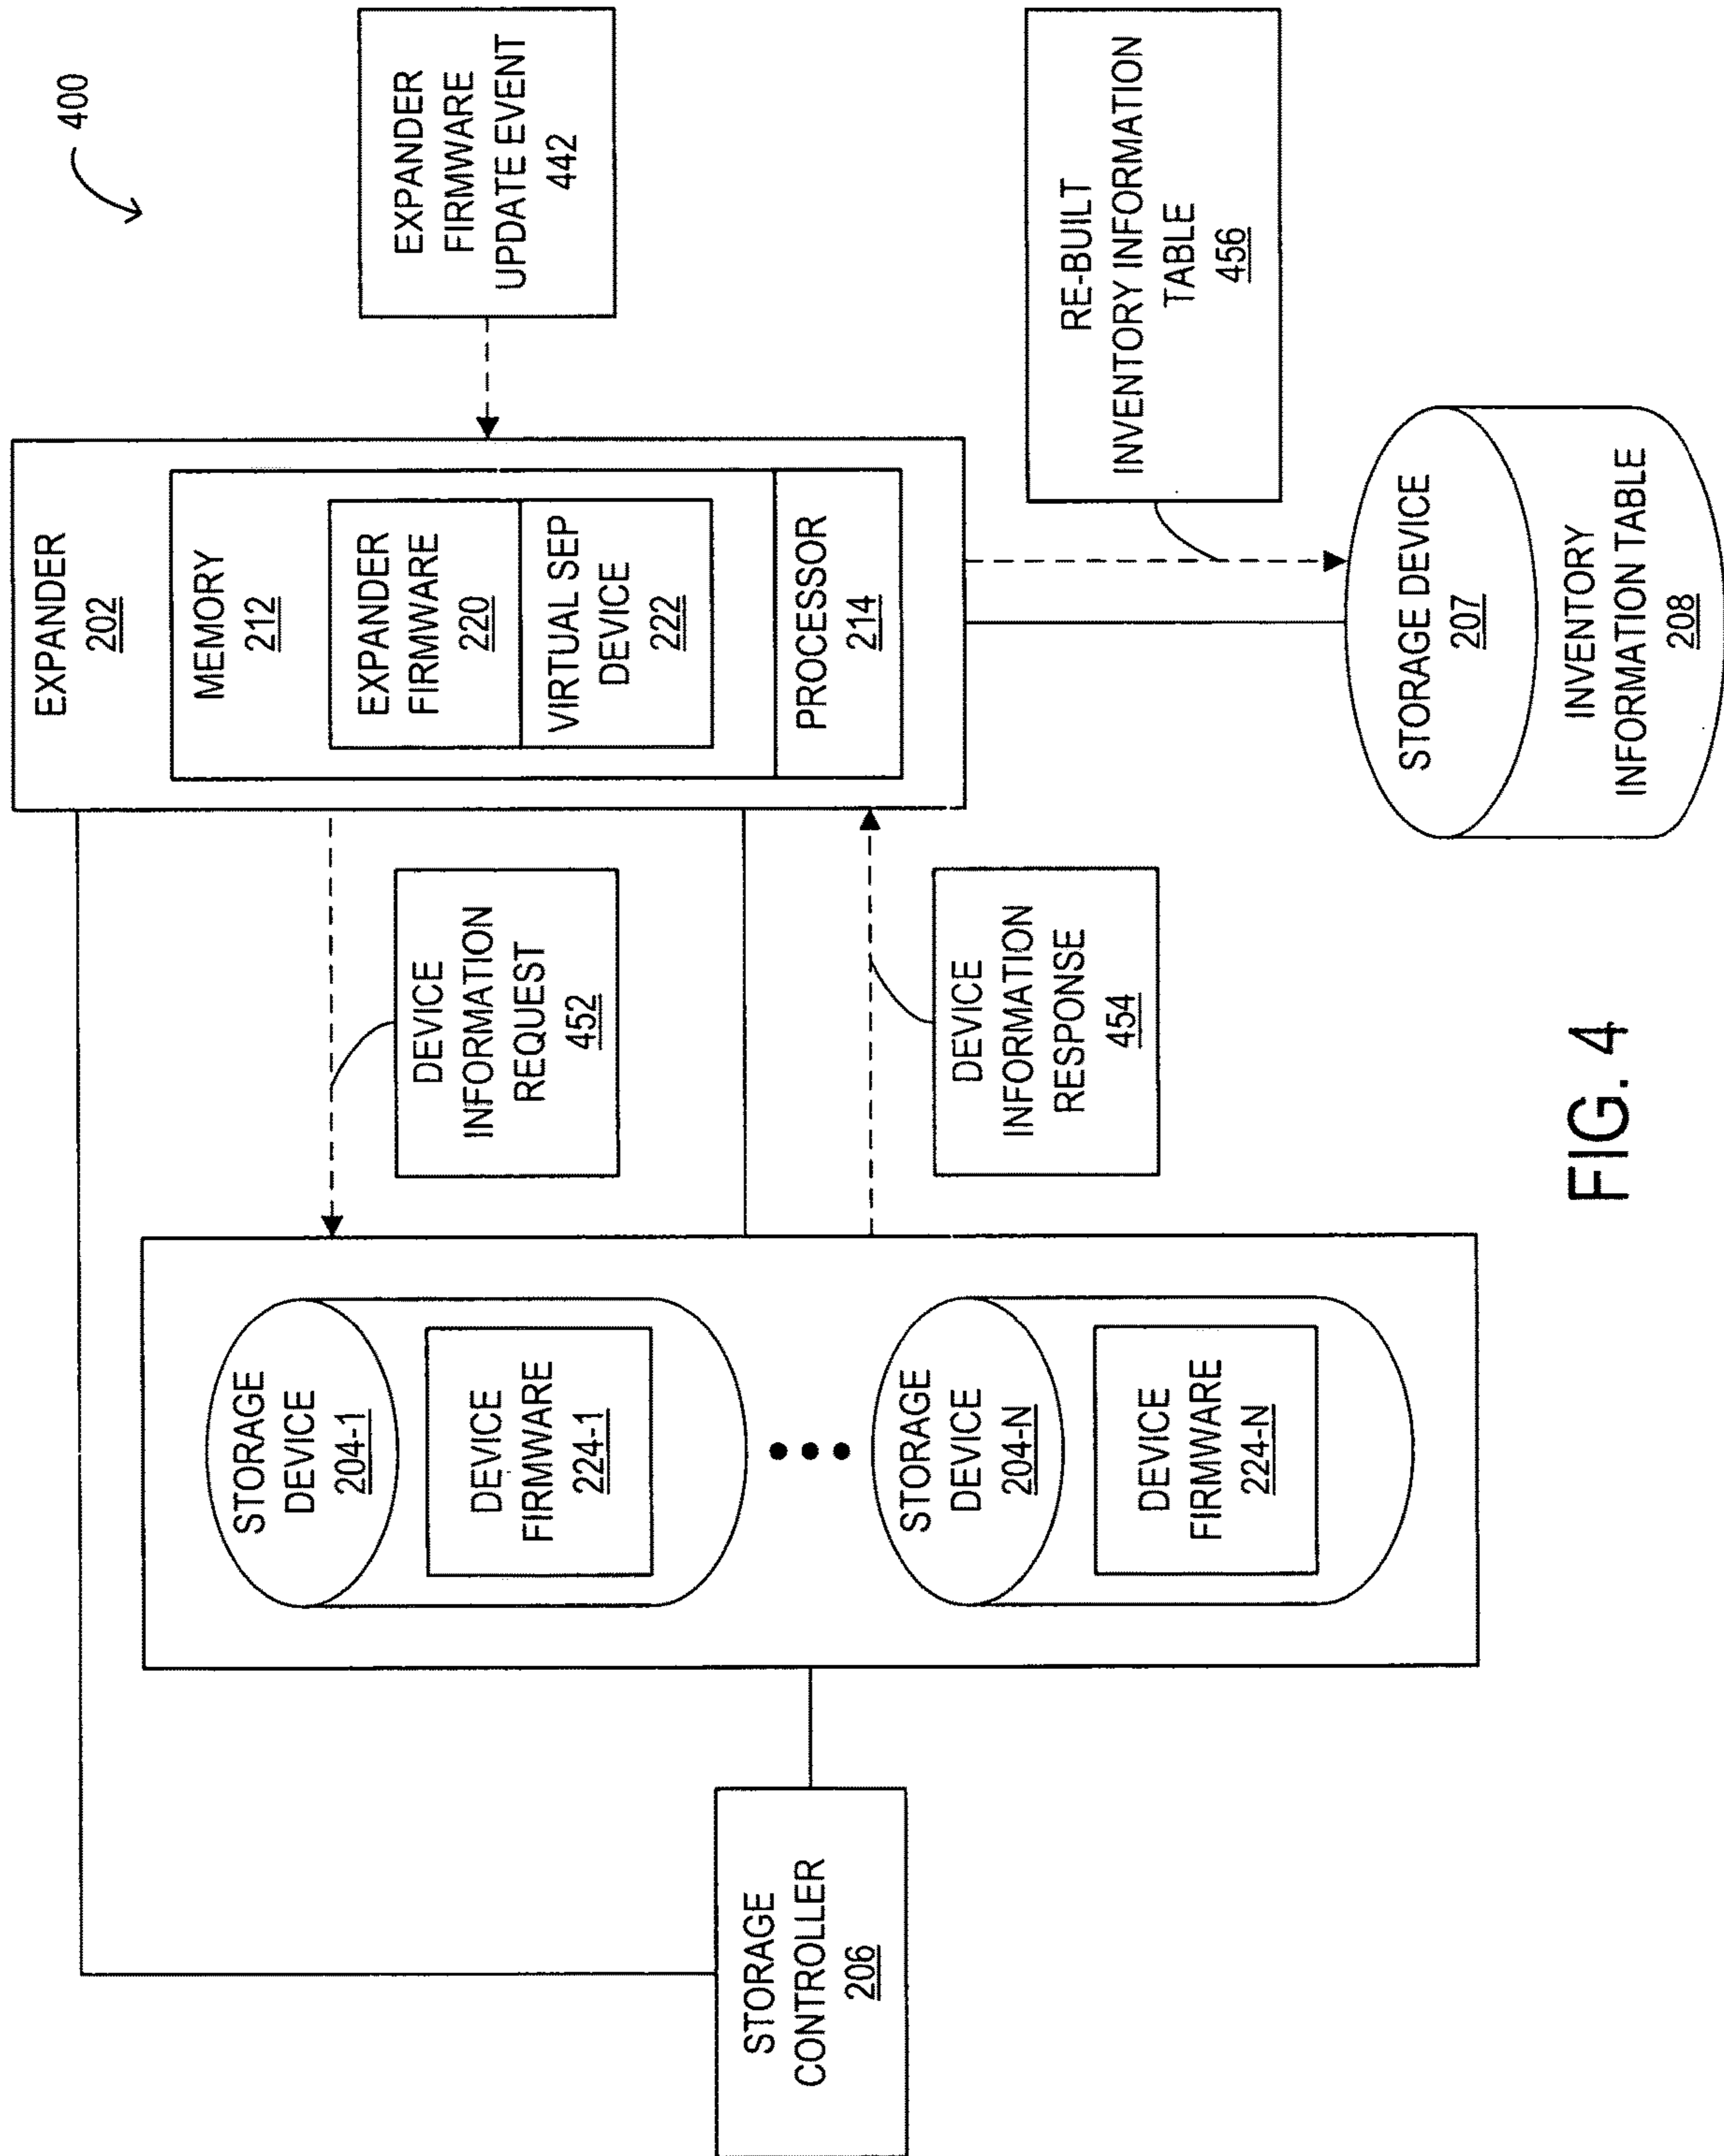 400
EXPANDER
202
MEMORY
212
EXPANDER
FIRMWARE
220
VIRTUAL SEP
DEVICE
222
PROCESSOR
214
EXPANDER
FIRMWARE
UPDATE EVENT
442
DEVICE
INFORMATION
REQUEST
452
DEVICE
INFORMATION
RESPONSE
454
RE-BUILT
INVENTORY INFORMATION
TABLE
456
STORAGE DEVICE
207
INVENTORY
INFORMATION TABLE
208
STORAGE
DEVICE
204-1
DEVICE
FIRMWARE
224-1
STORAGE
DEVICE
204-N
DEVICE
FIRMWARE
224-N
STORAGE
CONTROLLER
206
FIG. 4